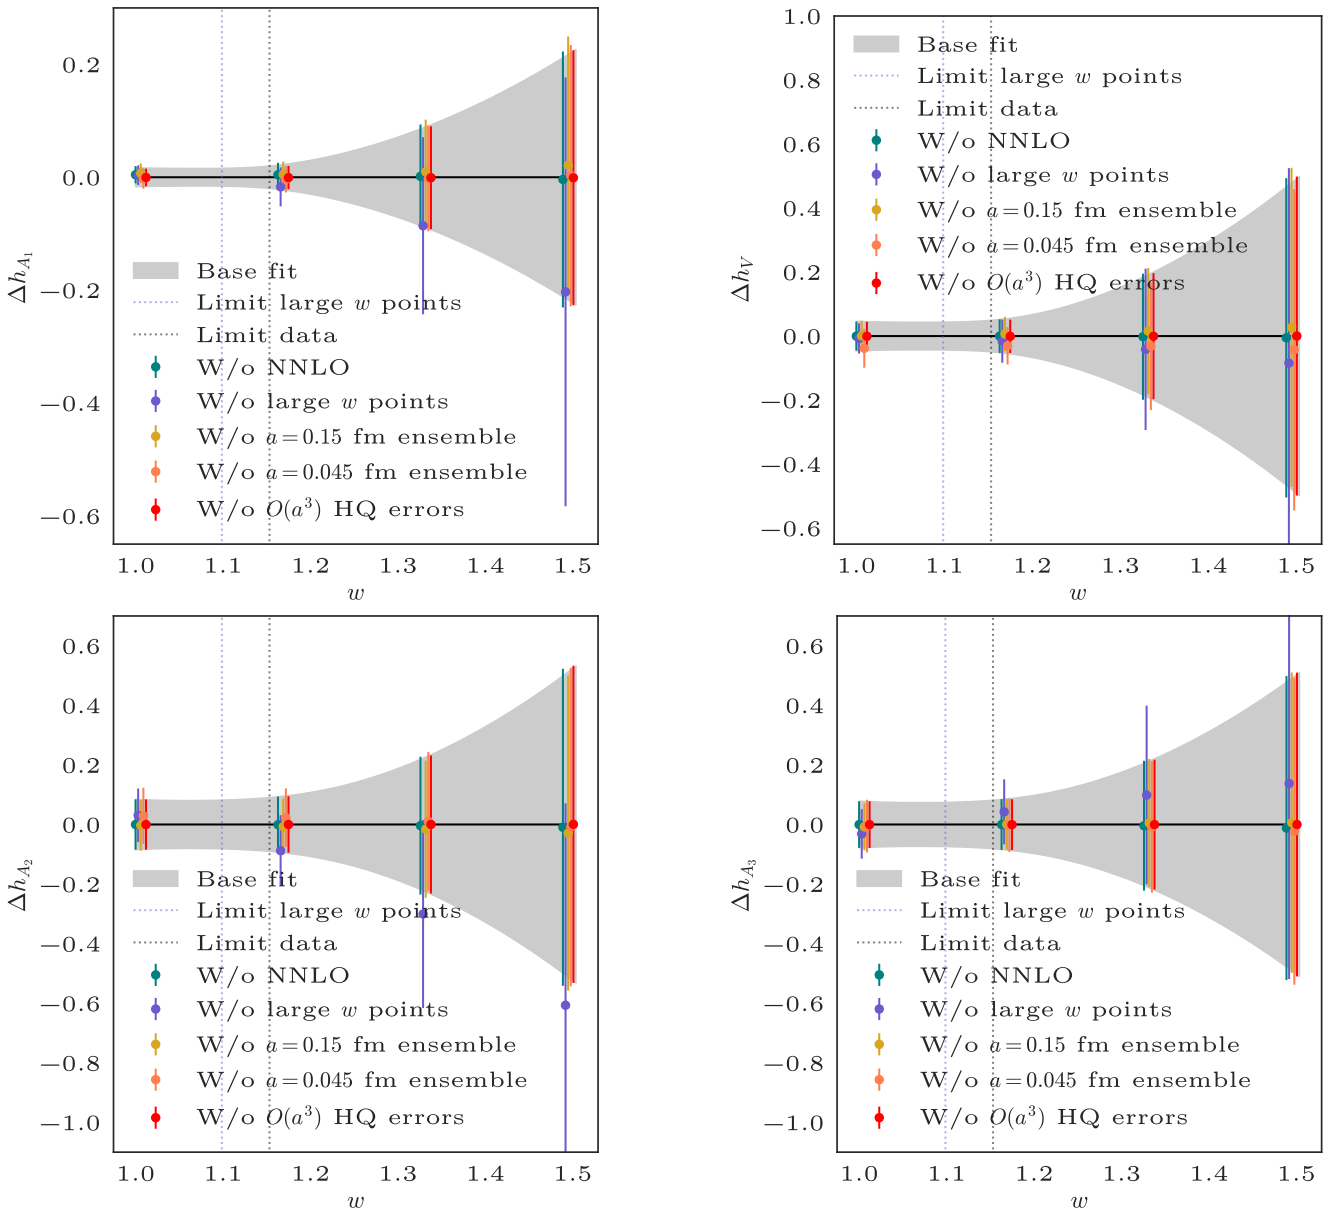 0.2
0.0
−0.2
−0.4
−0.6
Δh_{A_1}
Base fit
Limit large w points
Limit data
W/o NNLO
W/o large w points
W/o a = 0.15 fm ensemble
W/o a = 0.045 fm ensemble
W/o O(a³) HQ errors
1.0 1.1 1.2 1.3 1.4 1.5
w
1.0
0.8
0.6
0.4
0.2
0.0
−0.2
−0.4
−0.6
Δh_V
Base fit
Limit large w points
Limit data
W/o NNLO
W/o large w points
W/o a = 0.15 fm ensemble
W/o a = 0.045 fm ensemble
W/o O(a³) HQ errors
1.0 1.1 1.2 1.3 1.4 1.5
w
0.6
0.4
0.2
0.0
−0.2
−0.4
−0.6
−0.8
−1.0
Δh_{A_2}
Base fit
Limit large w points
Limit data
W/o NNLO
W/o large w points
W/o a = 0.15 fm ensemble
W/o a = 0.045 fm ensemble
W/o O(a³) HQ errors
1.0 1.1 1.2 1.3 1.4 1.5
w
0.6
0.4
0.2
0.0
−0.2
−0.4
−0.6
−0.8
−1.0
Δh_{A_3}
Base fit
Limit large w points
Limit data
W/o NNLO
W/o large w points
W/o a = 0.15 fm ensemble
W/o a = 0.045 fm ensemble
W/o O(a³) HQ errors
1.0 1.1 1.2 1.3 1.4 1.5
w